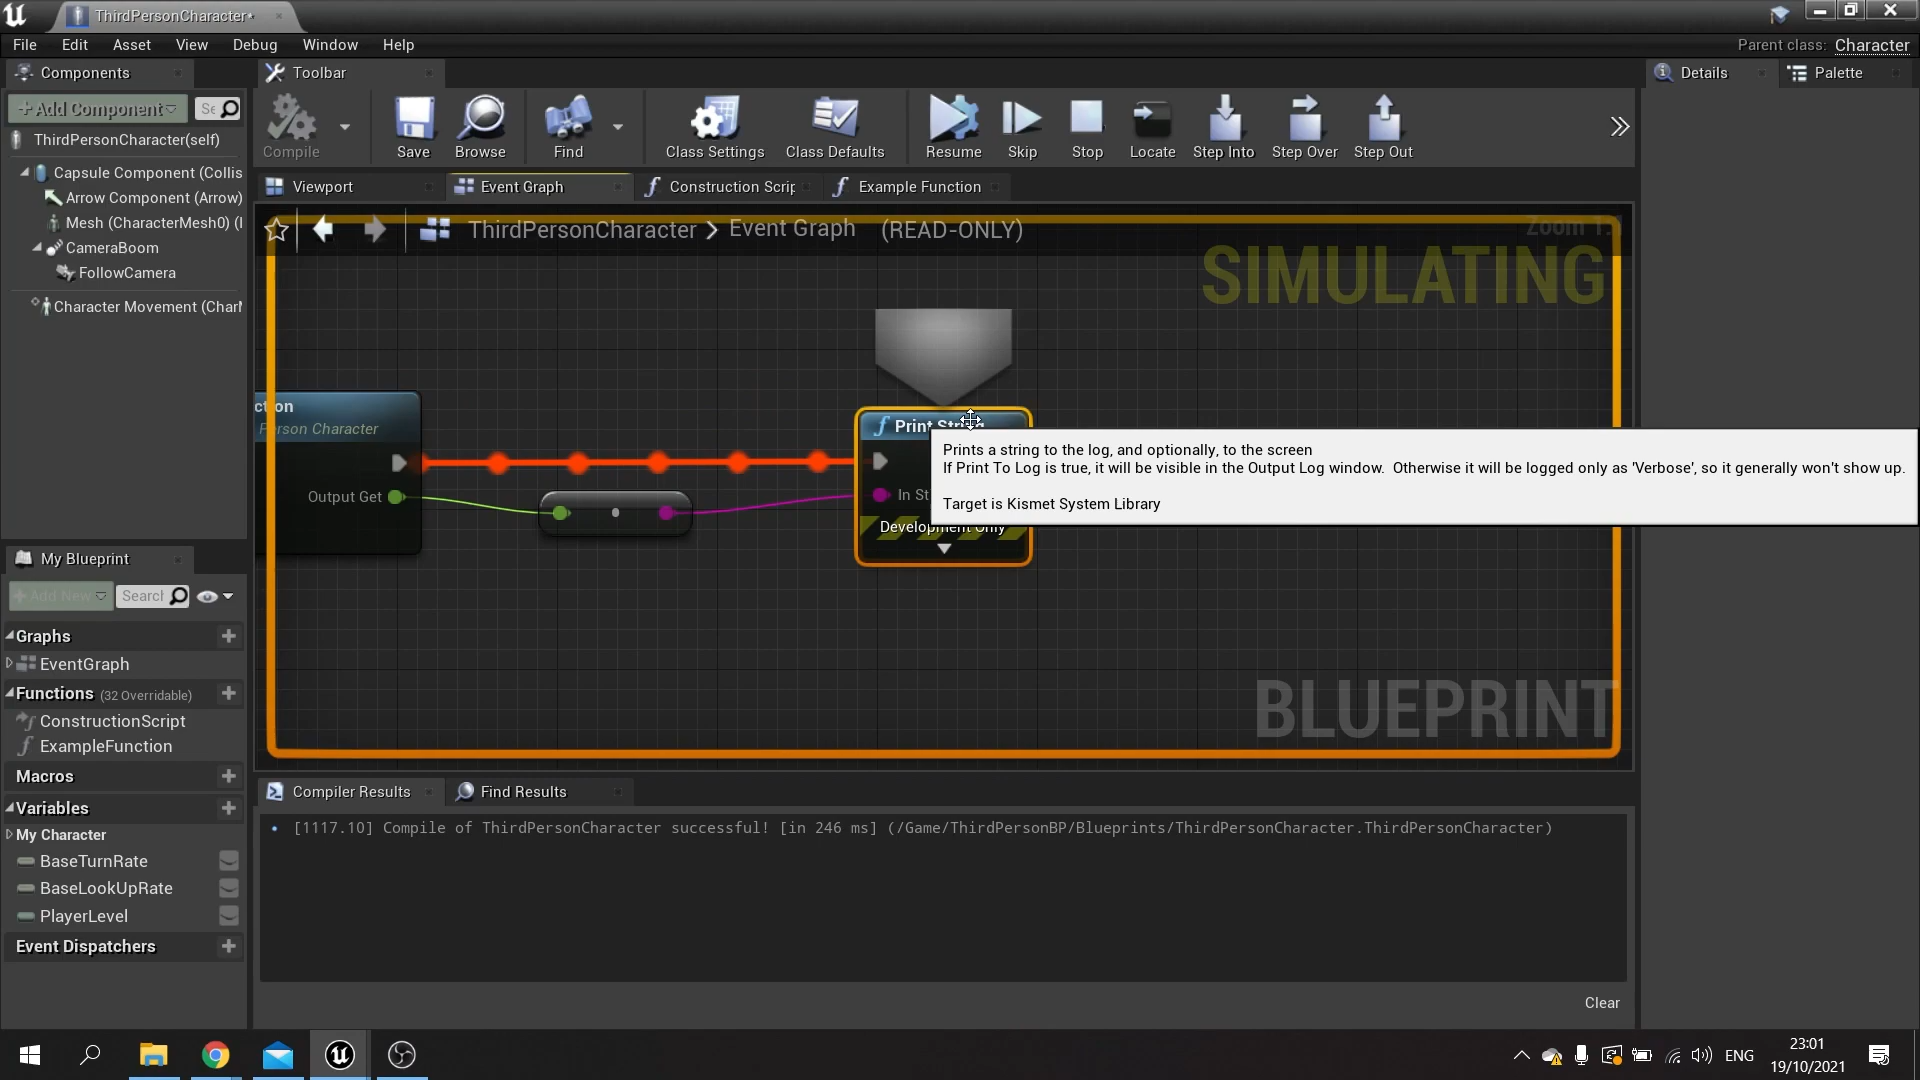 ThirdPersonCharacter*
File Edit Asset View Debug Window Help
Parent class: Character
Components
Toolbar
Details
Palette
+Add Component
Se
ThirdPersonCharacter(self)
Capsule Component (Collis
Arrow Component (Arrow)
Mesh (CharacterMesh0) (I
CameraBoom
FollowCamera
Character Movement (Char
Compile
Save
Browse
Find
Class Settings
Class Defaults
Resume
Skip
Stop
Locate
Step Into
Step Over
Step Out
Viewport
Event Graph
Construction Scrip
Example Function
ThirdPersonCharacter > Event Graph (READ-ONLY)
Zoom 1:1
SIMULATING
ction
Person Character
Output Get
Print String
In St
Development Only
Prints a string to the log, and optionally, to the screen
If Print To Log is true, it will be visible in the Output Log window. Otherwise it will be logged only as 'Verbose', so it generally won't show up.
Target is Kismet System Library
BLUEPRINT
My Blueprint
+Add New
Search
Graphs
EventGraph
Functions (32 Overridable)
ConstructionScript
ExampleFunction
Macros
Variables
My Character
BaseTurnRate
BaseLookUpRate
PlayerLevel
Event Dispatchers
Compiler Results
Find Results
[1117.10] Compile of ThirdPersonCharacter successful! [in 246 ms] (/Game/ThirdPersonBP/Blueprints/ThirdPersonCharacter.ThirdPersonCharacter)
Clear
ENG
23:01
19/10/2021